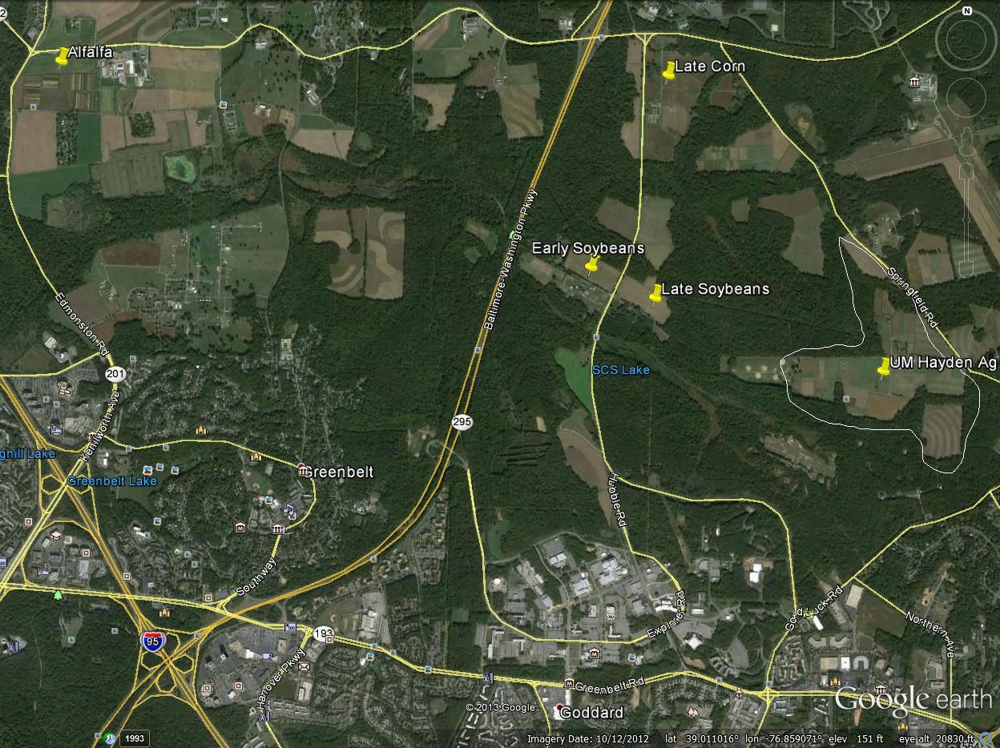 2
N
Alfalfa
Late Corn
Baltimore-Washington Pkwy
Early Soybeans
Late Soybeans
Springfield Rd
Edmonston Rd
UM Hayden Ag
SCS Lake
201
Kenilworth Ave
295
ghill Lake
Greenbelt Lake
Greenbelt
Hubble Rd
Southway
Explorer Rd
Good Luck Rd
Northern Ave
95
193
Hanover Pkwy
Greenbelt Rd
Google earth
© 2013 Google
Goddard
1993
Imagery Date: 10/12/2012 lat 39.011016° lon -76.859071° elev 151 ft eye alt 20830 ft